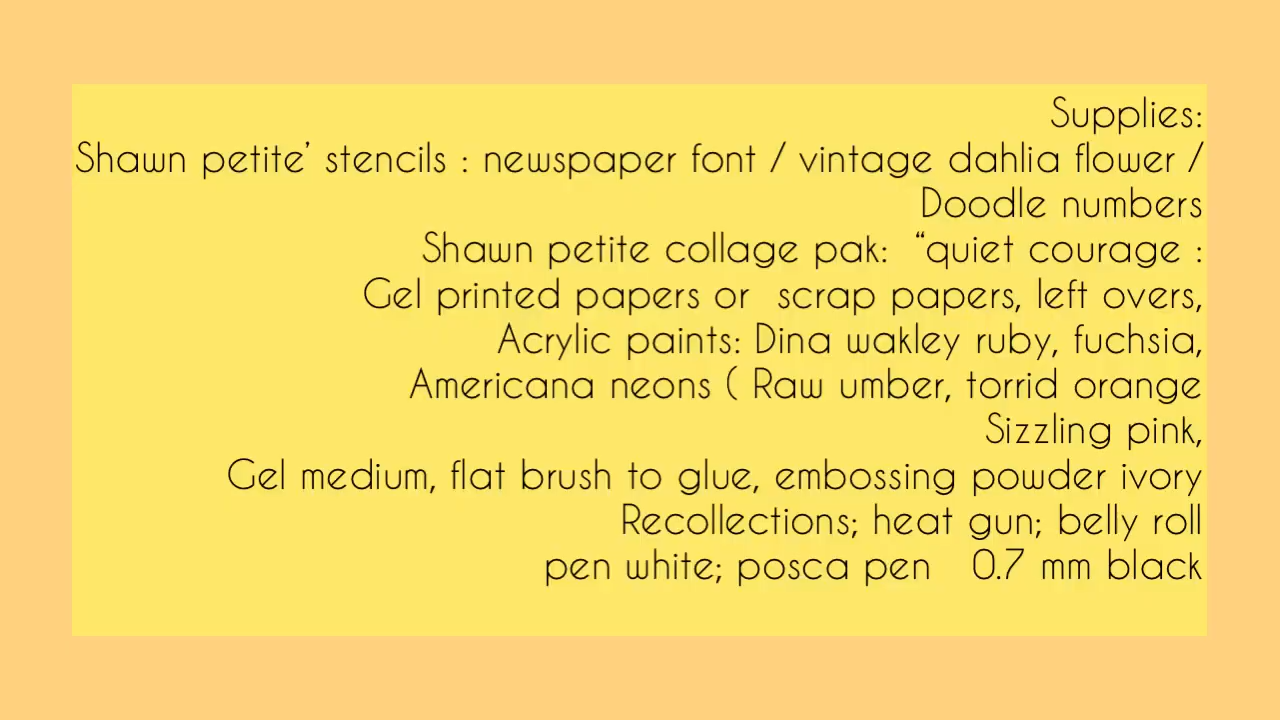 Supplies:
Shawn petite’ stencils : newspaper font / vintage dahlia flower /
Doodle numbers
Shawn petite collage pak:  “quiet courage :
Gel printed papers or  scrap papers, left overs,
Acrylic paints: Dina wakley ruby, fuchsia,
Americana neons ( Raw umber, torrid orange
Sizzling pink,
Gel medium, flat brush to glue, embossing powder ivory
Recollections; heat gun; belly roll
pen white; posca pen   0.7 mm black